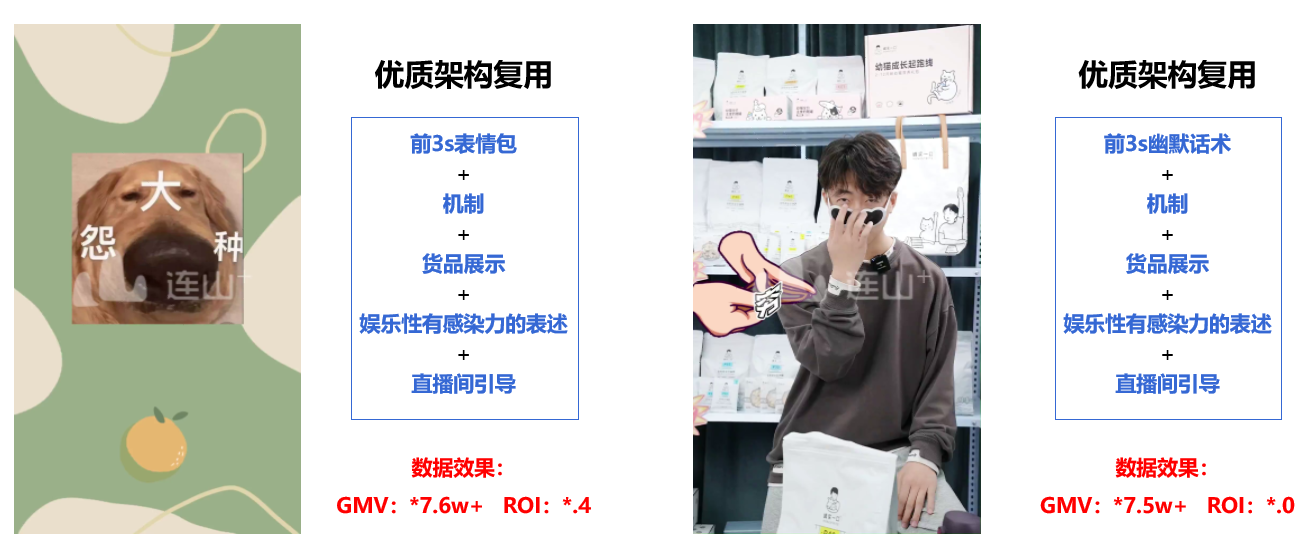 大
怨
种
连山+
优质架构复用
前3s表情包
+
机制
+
货品展示
+
娱乐性有感染力的表述
+
直播间引导
数据效果：
GMV：*7.6w+ ROI：*.4
幼猫成长起跑线
连山+
优质架构复用
前3s幽默话术
+
机制
+
货品展示
+
娱乐性有感染力的表述
+
直播间引导
数据效果：
GMV：*7.5w+ ROI：*.0